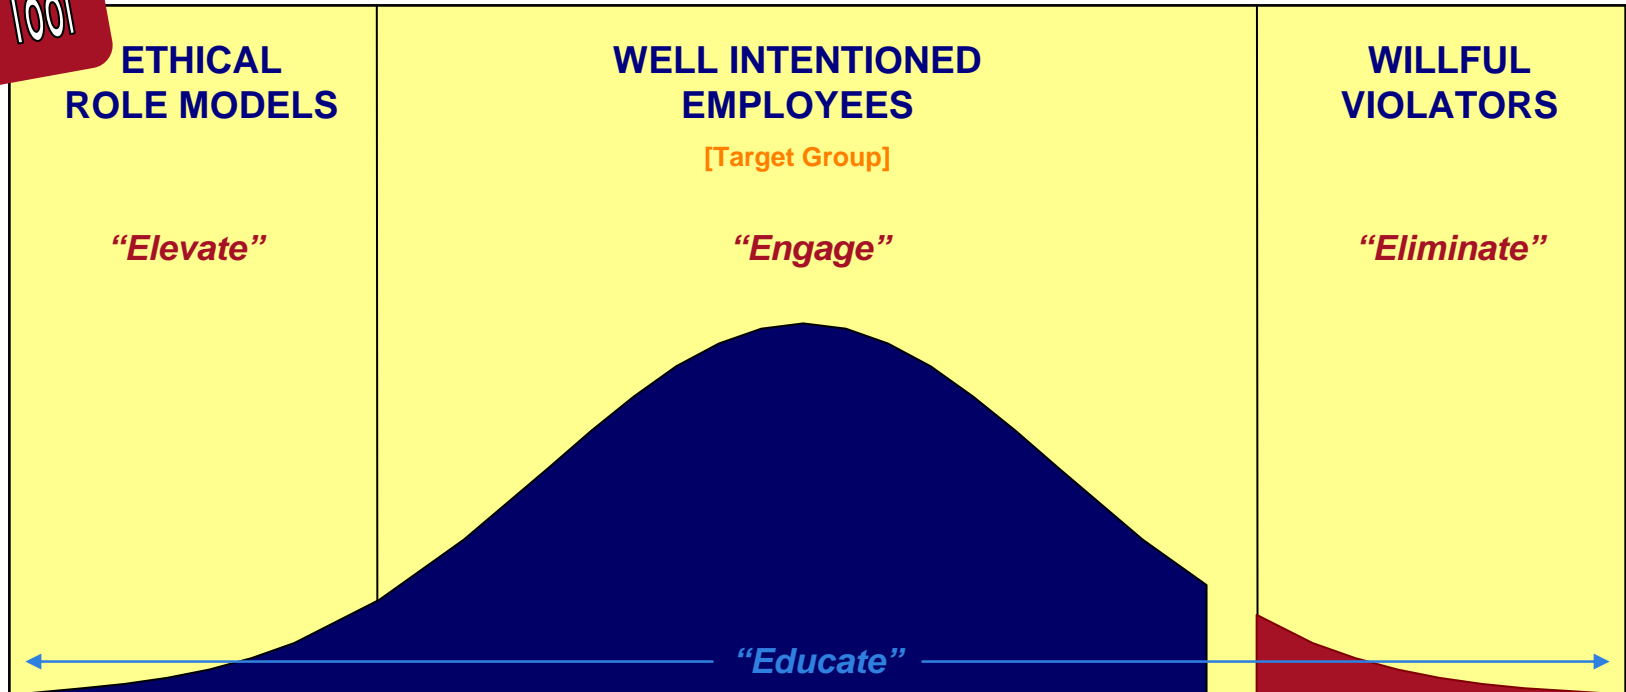 Tool
ETHICAL
ROLE MODELS
WELL INTENTIONED
EMPLOYEES
[Target Group]
WILLFUL
VIOLATORS
“Elevate”
“Engage”
“Eliminate”
“Educate”